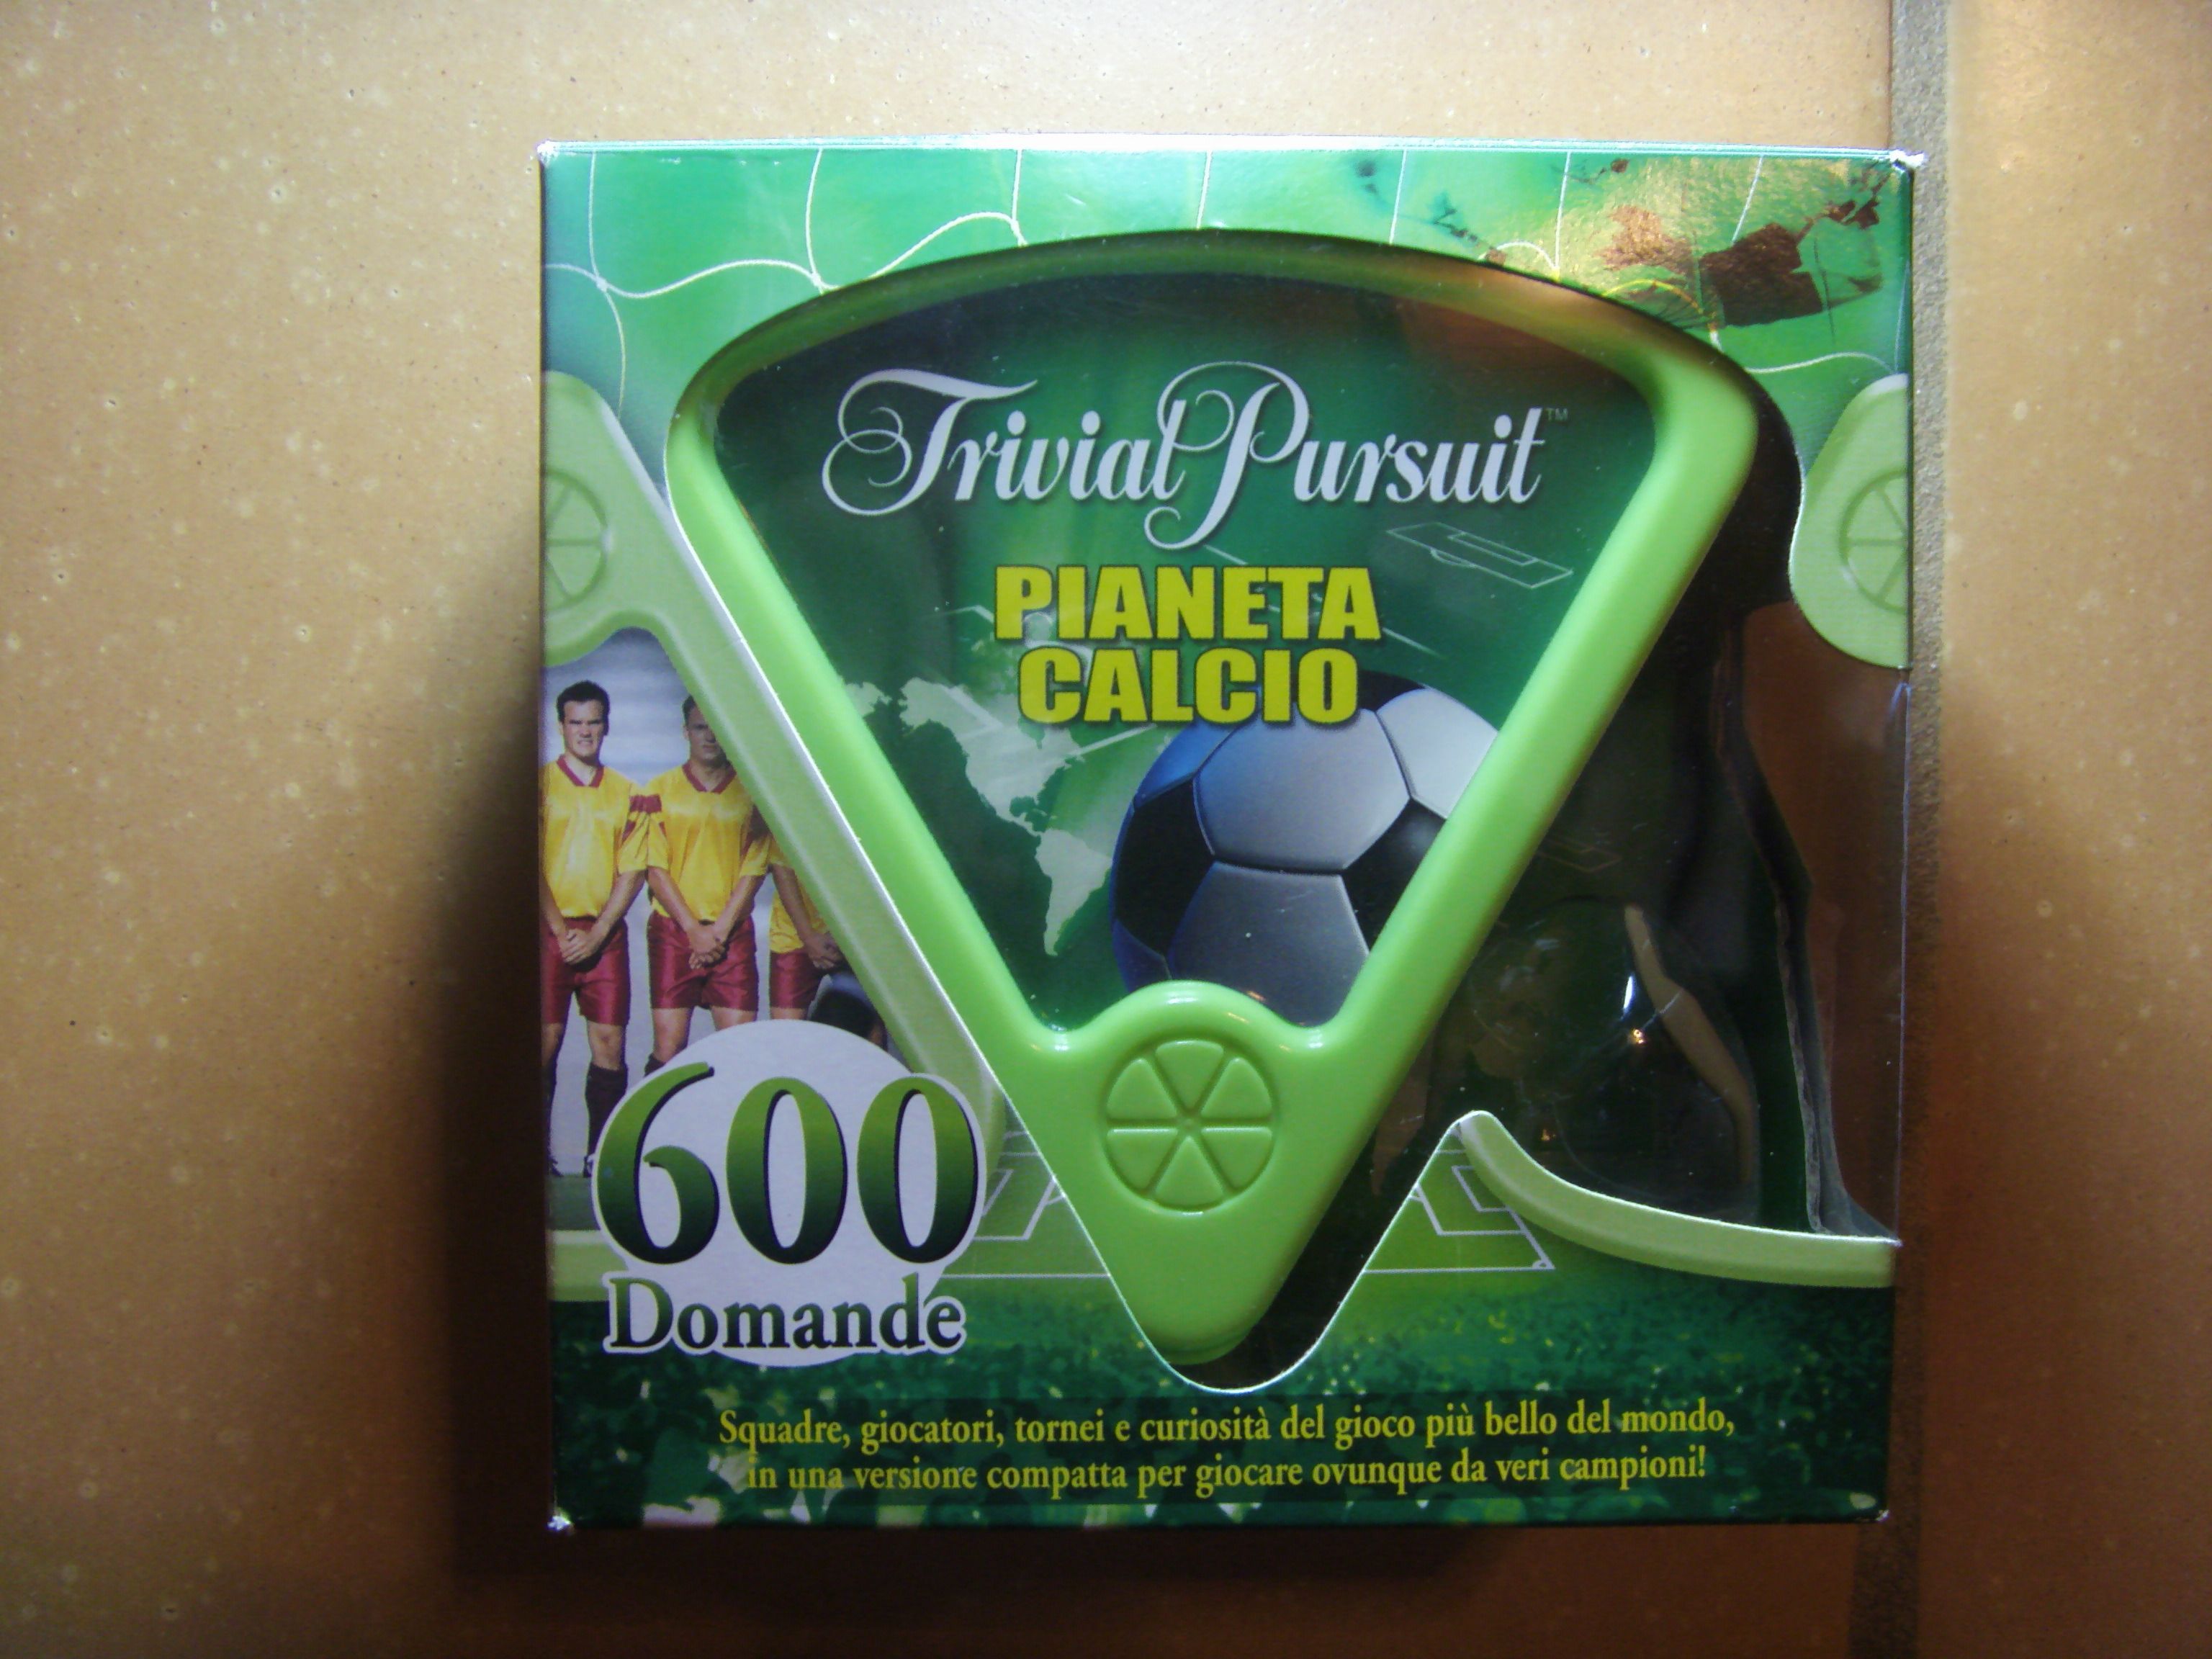 Trivial Pursuit™
PIANETA
CALCIO
600
Domande
Squadre, giocatori, tornei e curiosità del gioco più bello del mondo,
in una versione compatta per giocare ovunque da veri campioni!